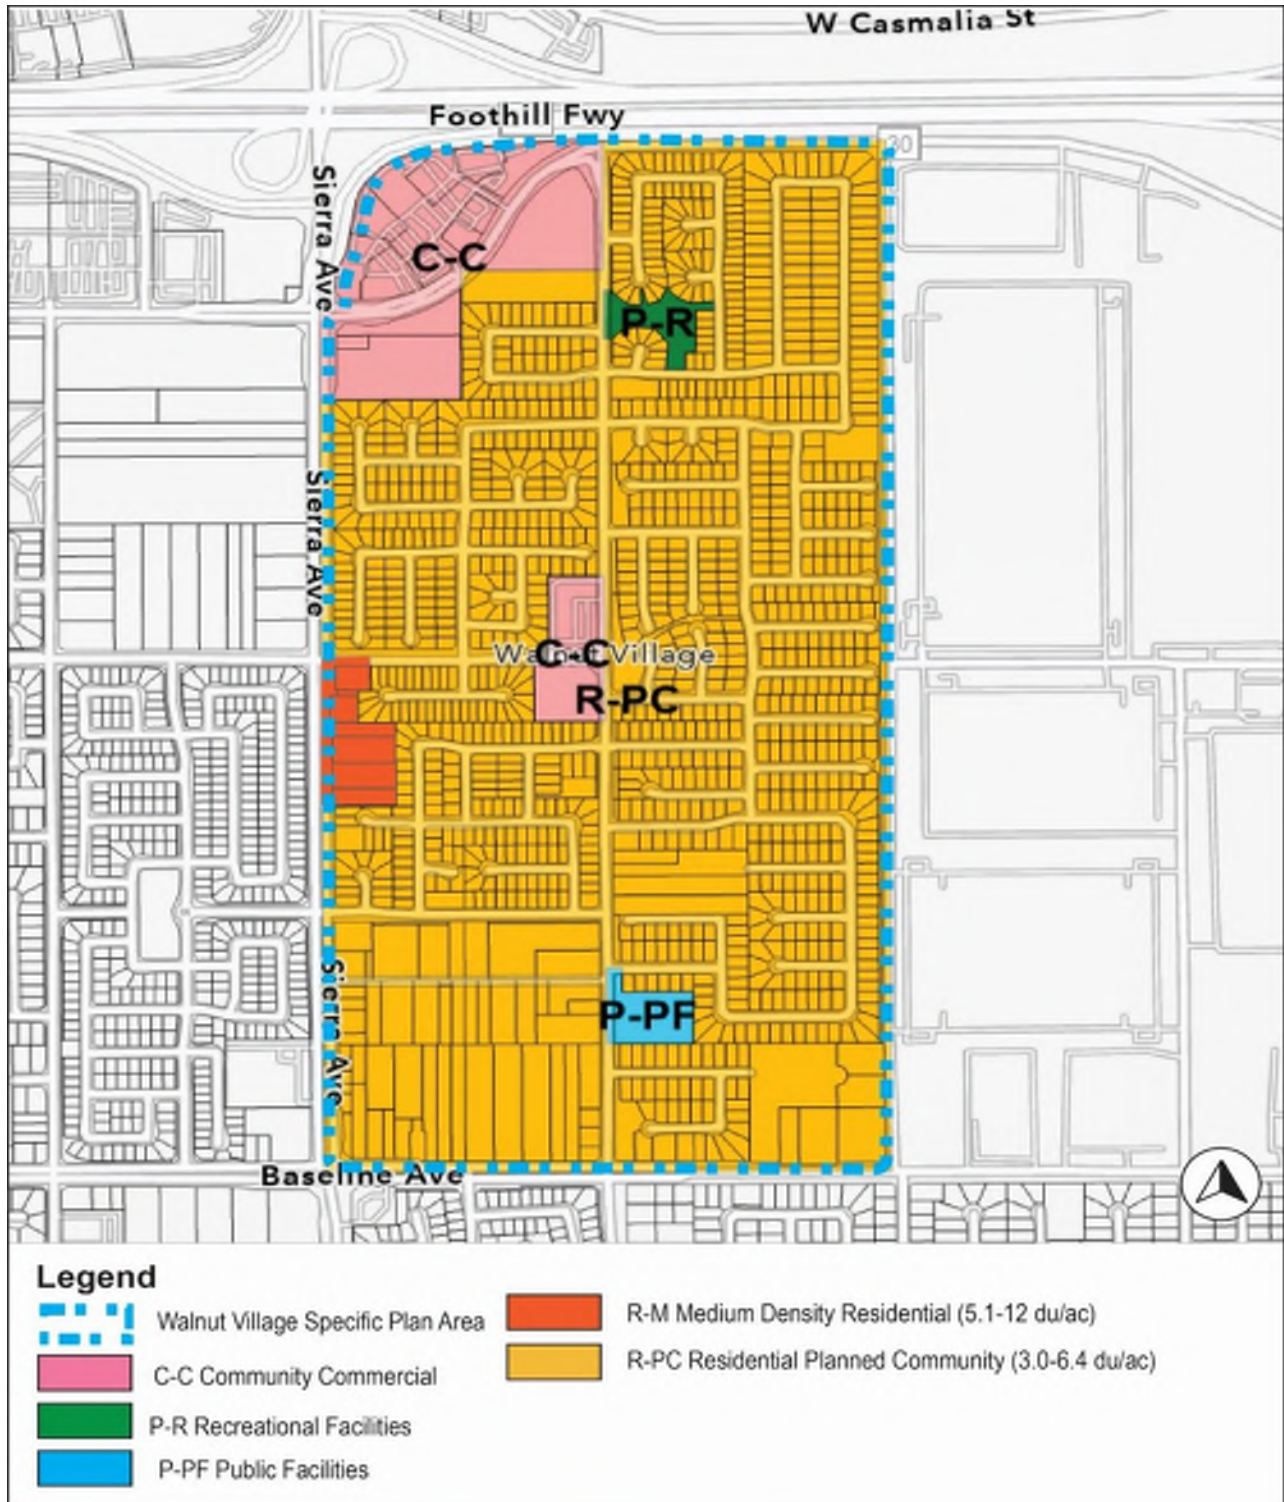 W Casmalia St
Foothill Fwy
30
Sierra Ave
C-C
P-R
Sierra Ave
Walnut Village
C-C
R-PC
Sierra Ave
P-PF
Baseline Ave
Legend
Walnut Village Specific Plan Area
C-C Community Commercial
P-R Recreational Facilities
P-PF Public Facilities
R-M Medium Density Residential (5.1-12 du/ac)
R-PC Residential Planned Community (3.0-6.4 du/ac)